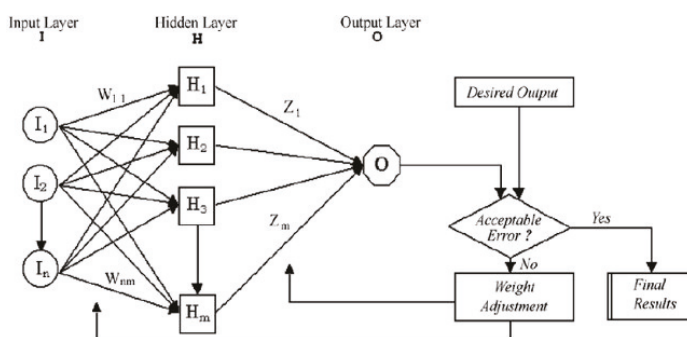 Input Layer
I
Hidden Layer
H
Output Layer
O
W11
Z1
I1
I2
In
H1
H2
H3
Hm
Wnm
Zm
O
Desired Output
Acceptable
Error ?
Yes
No
Weight
Adjustment
Final
Results